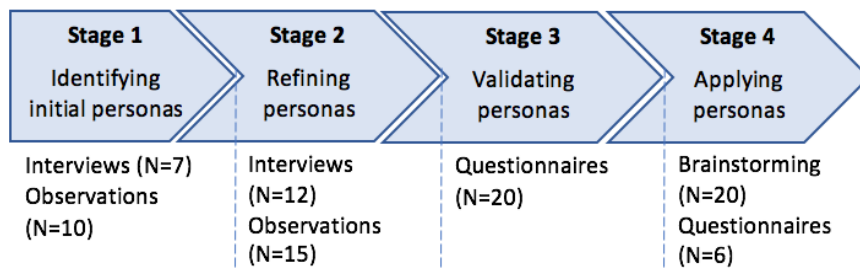 Stage 1
Identifying
initial personas
Interviews (N=7)
Observations
(N=10)
Stage 2
Refining
personas
Interviews
(N=12)
Observations
(N=15)
Stage 3
Validating
personas
Questionnaires
(N=20)
Stage 4
Applying
personas
Brainstorming
(N=20)
Questionnaires
(N=6)